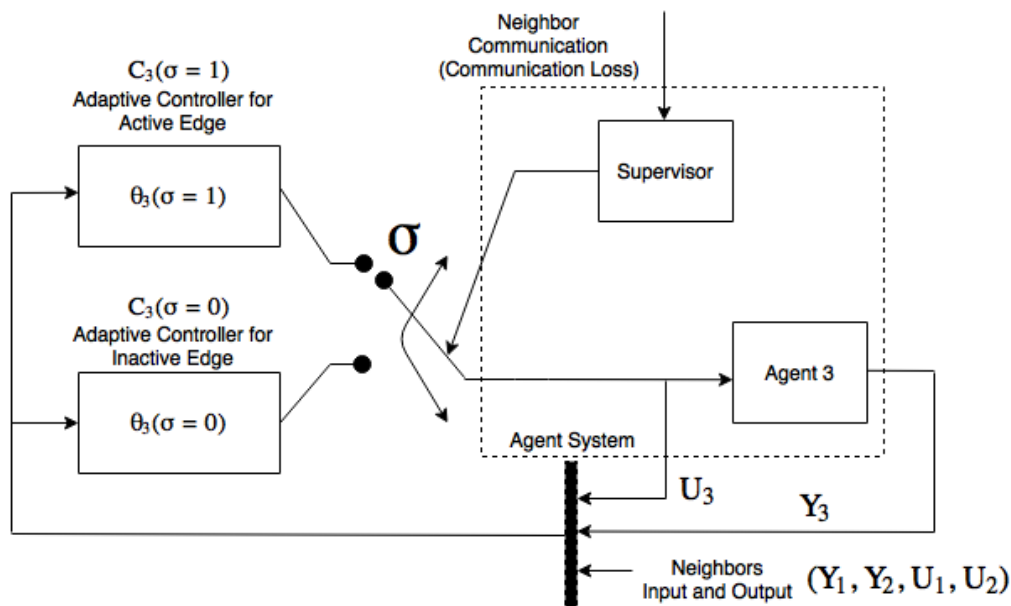 Neighbor
Communication
(Communication Loss)
C₃(σ = 1)
Adaptive Controller for
Active Edge
θ₃(σ = 1)
Supervisor
σ
C₃(σ = 0)
Adaptive Controller for
Inactive Edge
θ₃(σ = 0)
Agent 3
Agent System
U₃
Y₃
Neighbors
Input and Output (Y₁, Y₂, U₁, U₂)